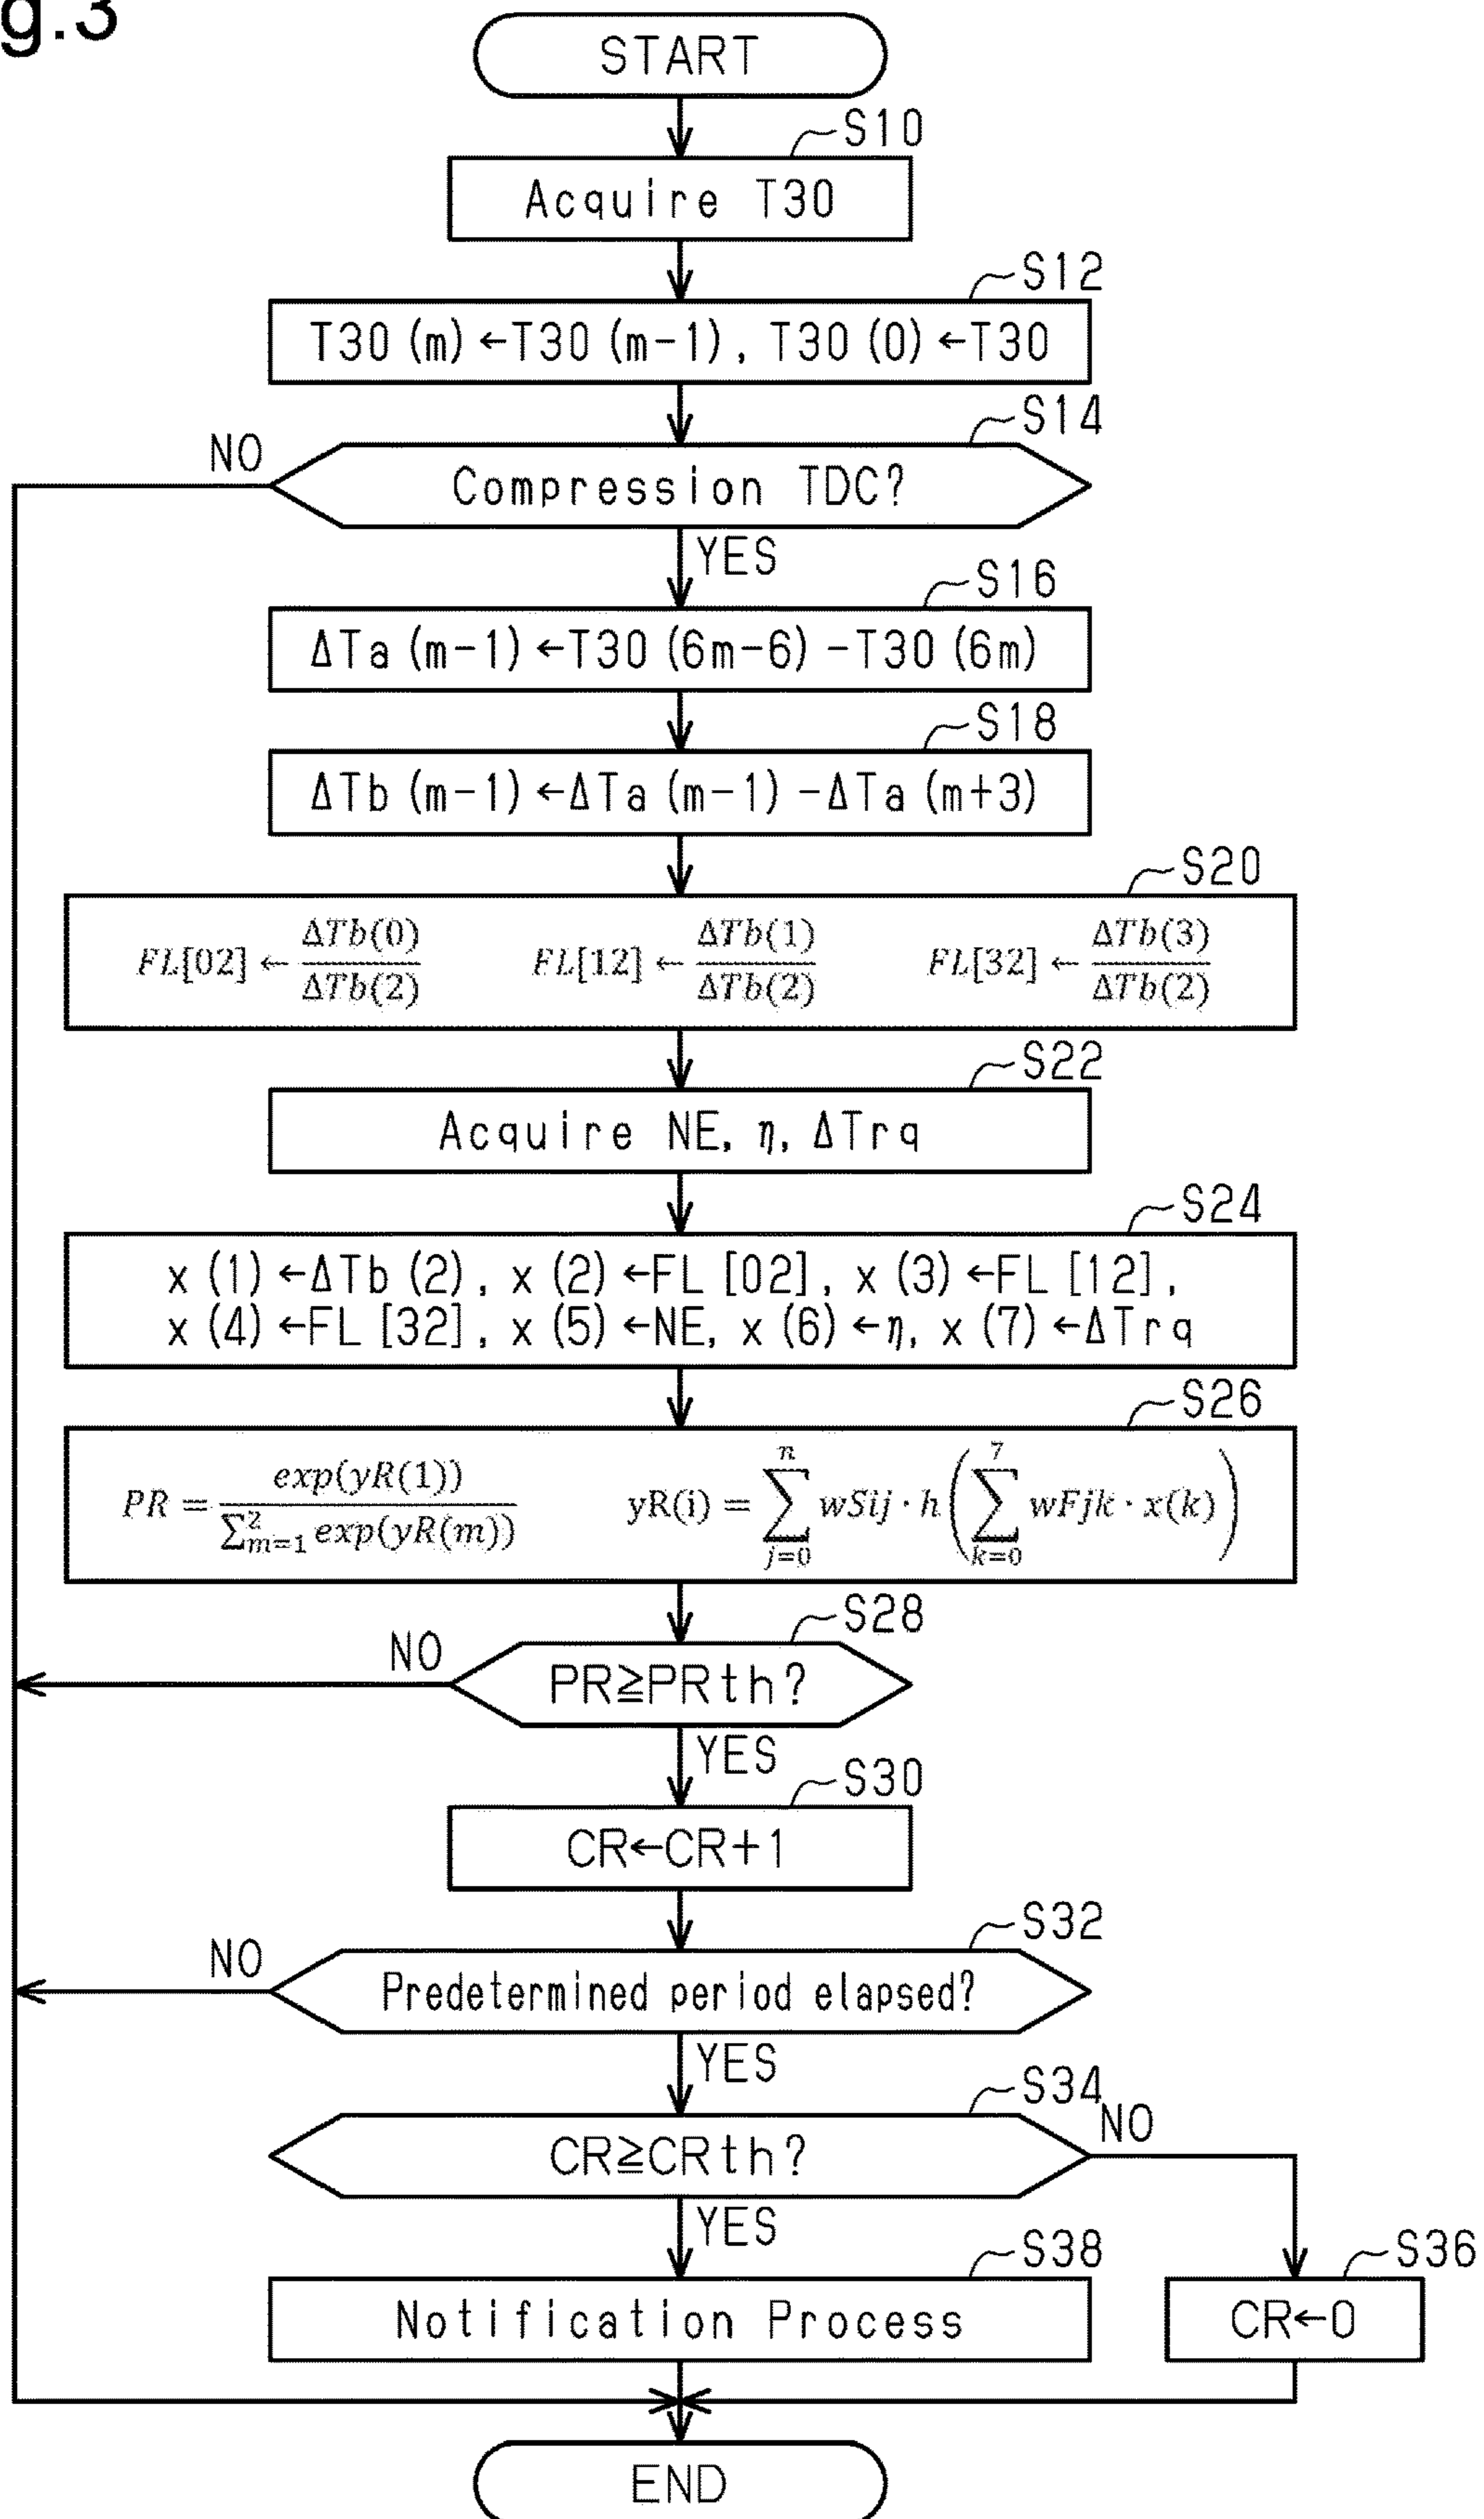 g.3
START
S10
Acquire T30
S12
T30(m)←T30(m-1), T30(0)←T30
S14
NO
Compression TDC?
YES
S16
ΔTa(m-1)←T30(6m-6)-T30(6m)
S18
ΔTb(m-1)←ΔTa(m-1)-ΔTa(m+3)
S20
FL[02]←ΔTb(0)/ΔTb(2) FL[12]←ΔTb(1)/ΔTb(2) FL[32]←ΔTb(3)/ΔTb(2)
S22
Acquire NE, η, ΔTrq
S24
x(1)←ΔTb(2), x(2)←FL[02], x(3)←FL[12],
x(4)←FL[32], x(5)←NE, x(6)←η, x(7)←ΔTrq
S26
PR = exp(yR(1))/∑_{m=1}^{2} exp(yR(m)) yR(i) = ∑_{j=0}^{n} wSij · h(∑_{k=0}^{7} wFjk · x(k))
S28
NO
PR≧PRth?
YES
S30
CR←CR+1
S32
NO
Predetermined period elapsed?
YES
S34
NO
CR≧CRth?
YES
S38
S36
Notification Process
CR←0
END